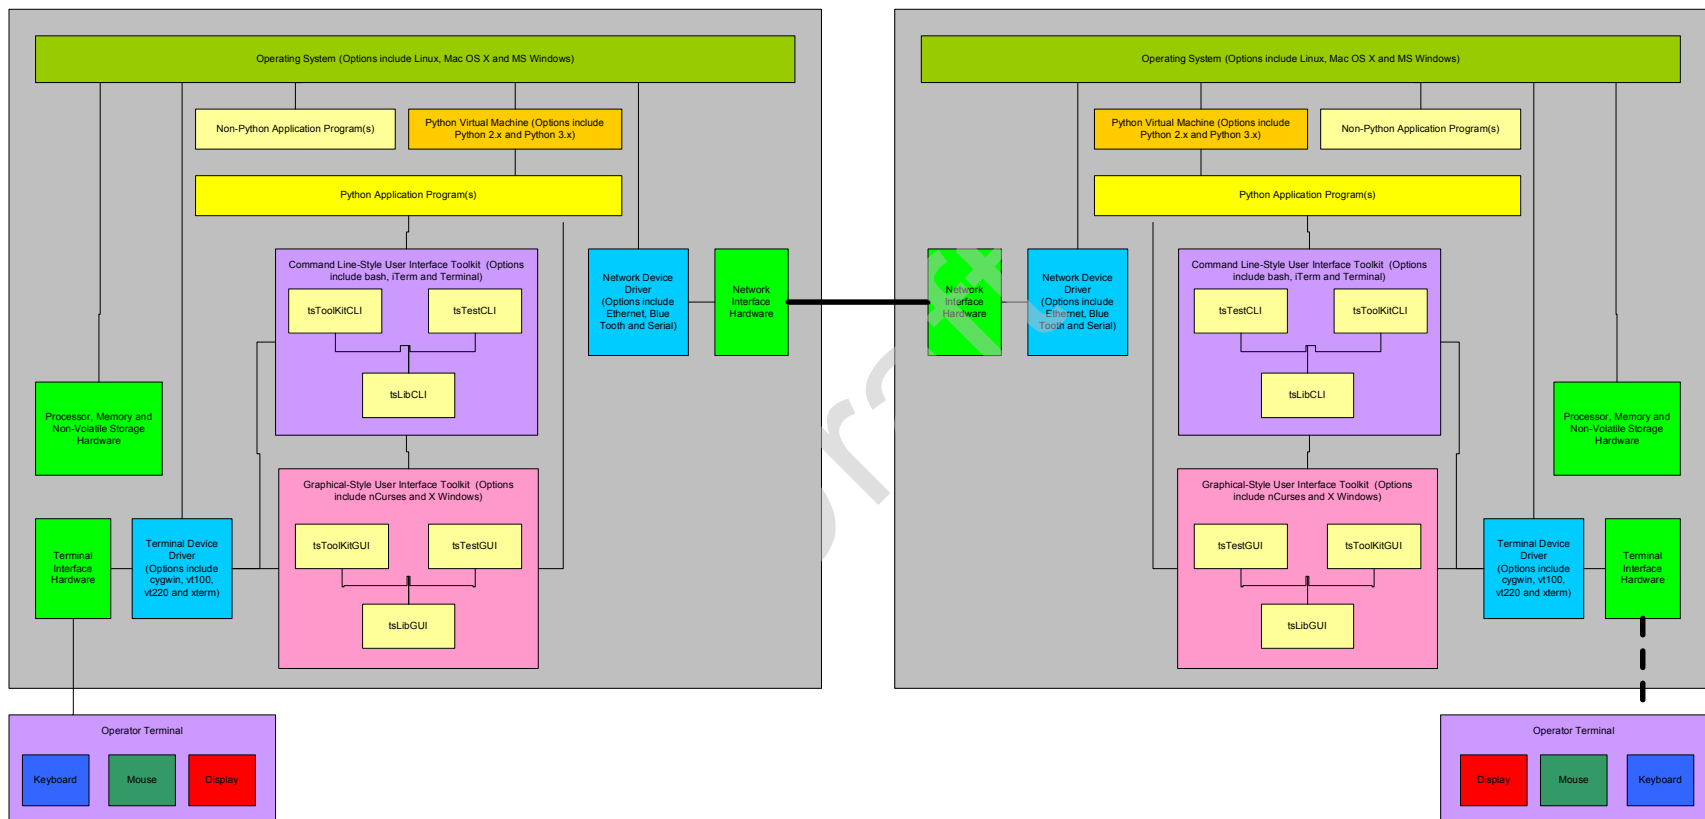 Operating System (Options include Linux, Mac OS X and MS Windows)
Non-Python Application Program(s)
Python Virtual Machine (Options include
Python 2.x and Python 3.x)
Python Application Program(s)
Command Line-Style User Interface Toolkit (Options
include bash, iTerm and Terminal)
tsToolKitCLI
tsTestCLI
tsLibCLI
Network Device
Driver
(Options include
Ethernet, Blue
Tooth and Serial)
Network
Interface
Hardware
Processor, Memory and
Non-Volatile Storage
Hardware
Graphical-Style User Interface Toolkit (Options
include nCurses and X Windows)
tsToolKitGUI
tsTestGUI
tsLibGUI
Terminal
Interface
Hardware
Terminal Device
Driver
(Options include
cygwin, vt100,
vt220 and xterm)
Operator Terminal
Keyboard
Mouse
Display
Operating System (Options include Linux, Mac OS X and MS Windows)
Python Virtual Machine (Options include
Python 2.x and Python 3.x)
Non-Python Application Program(s)
Python Application Program(s)
Network
Interface
Hardware
Network Device
Driver
(Options include
Ethernet, Blue
Tooth and Serial)
Command Line-Style User Interface Toolkit (Options
include bash, iTerm and Terminal)
tsTestCLI
tsToolKitCLI
tsLibCLI
Processor, Memory and
Non-Volatile Storage
Hardware
Graphical-Style User Interface Toolkit (Options
include nCurses and X Windows)
tsTestGUI
tsToolKitGUI
tsLibGUI
Terminal Device
Driver
(Options include
cygwin, vt100,
vt220 and xterm)
Terminal
Interface
Hardware
Operator Terminal
Display
Mouse
Keyboard